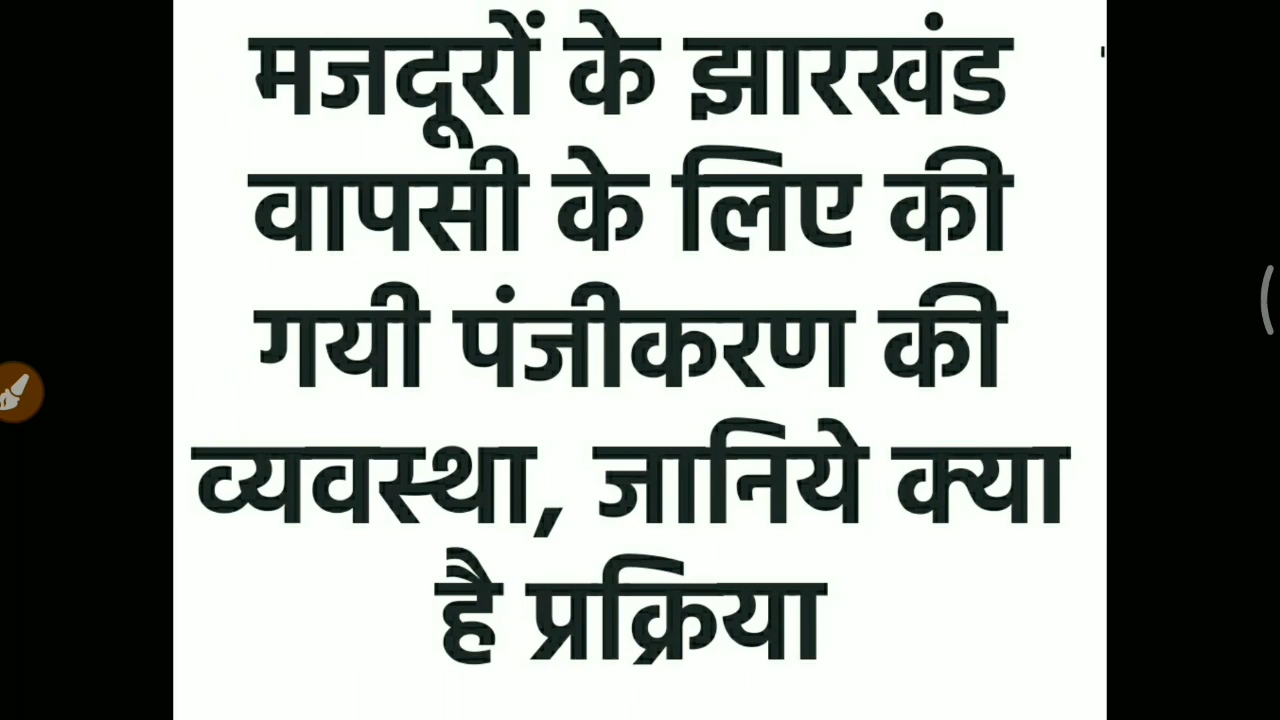 मजदूरों के झारखंड
वापसी के लिए की
गयी पंजीकरण की
व्यवस्था, जानिये क्या
है प्रक्रिया